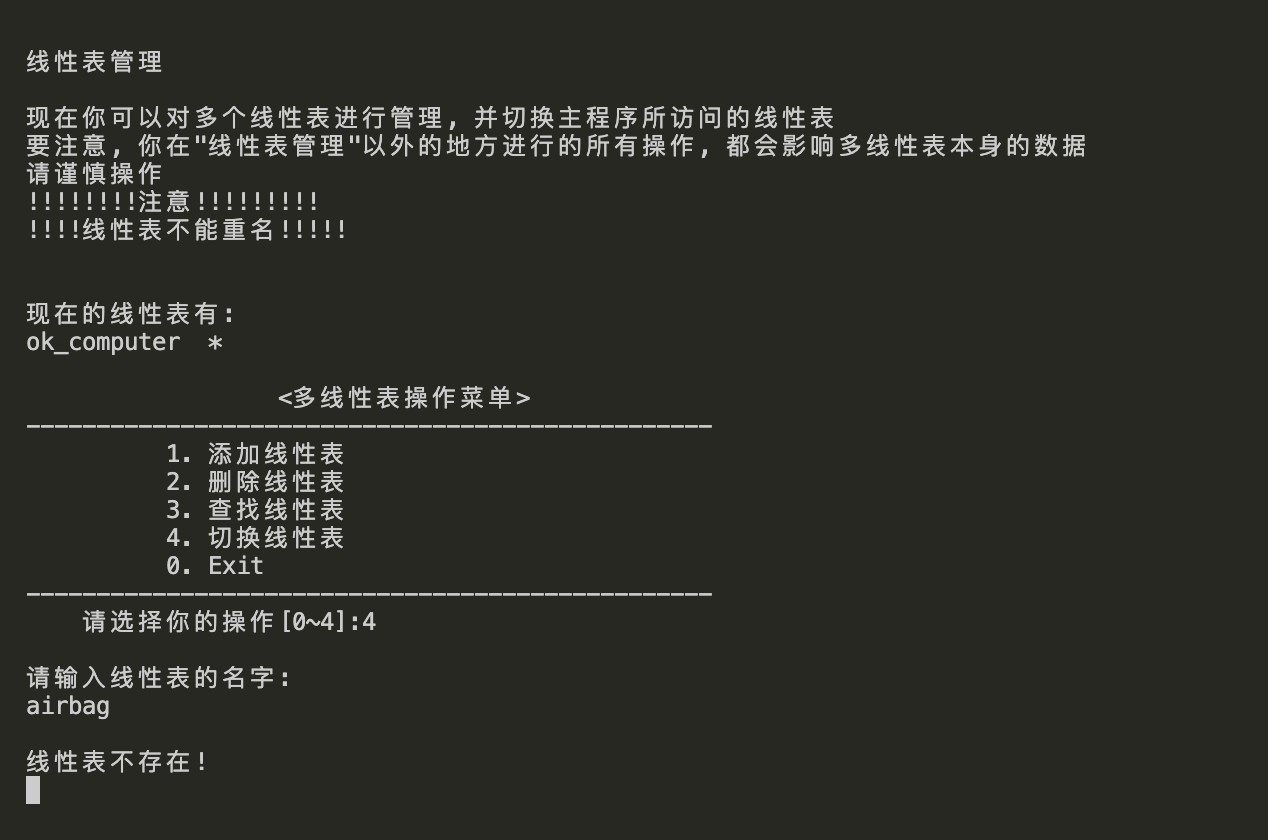 线性表管理
现在你可以对多个线性表进行管理, 并切换主程序所访问的线性表
要注意, 你在"线性表管理"以外的地方进行的所有操作, 都会影响多线性表本身的数据
请谨慎操作
!!!!!!!!注意!!!!!!!!!
!!!!线性表不能重名!!!!!
现在的线性表有:
ok_computer  *
<多线性表操作菜单>
-------------------------------------------------
1. 添加线性表
2. 删除线性表
3. 查找线性表
4. 切换线性表
0. Exit
-------------------------------------------------
请选择你的操作[0~4]:4
请输入线性表的名字:
airbag
线性表不存在!